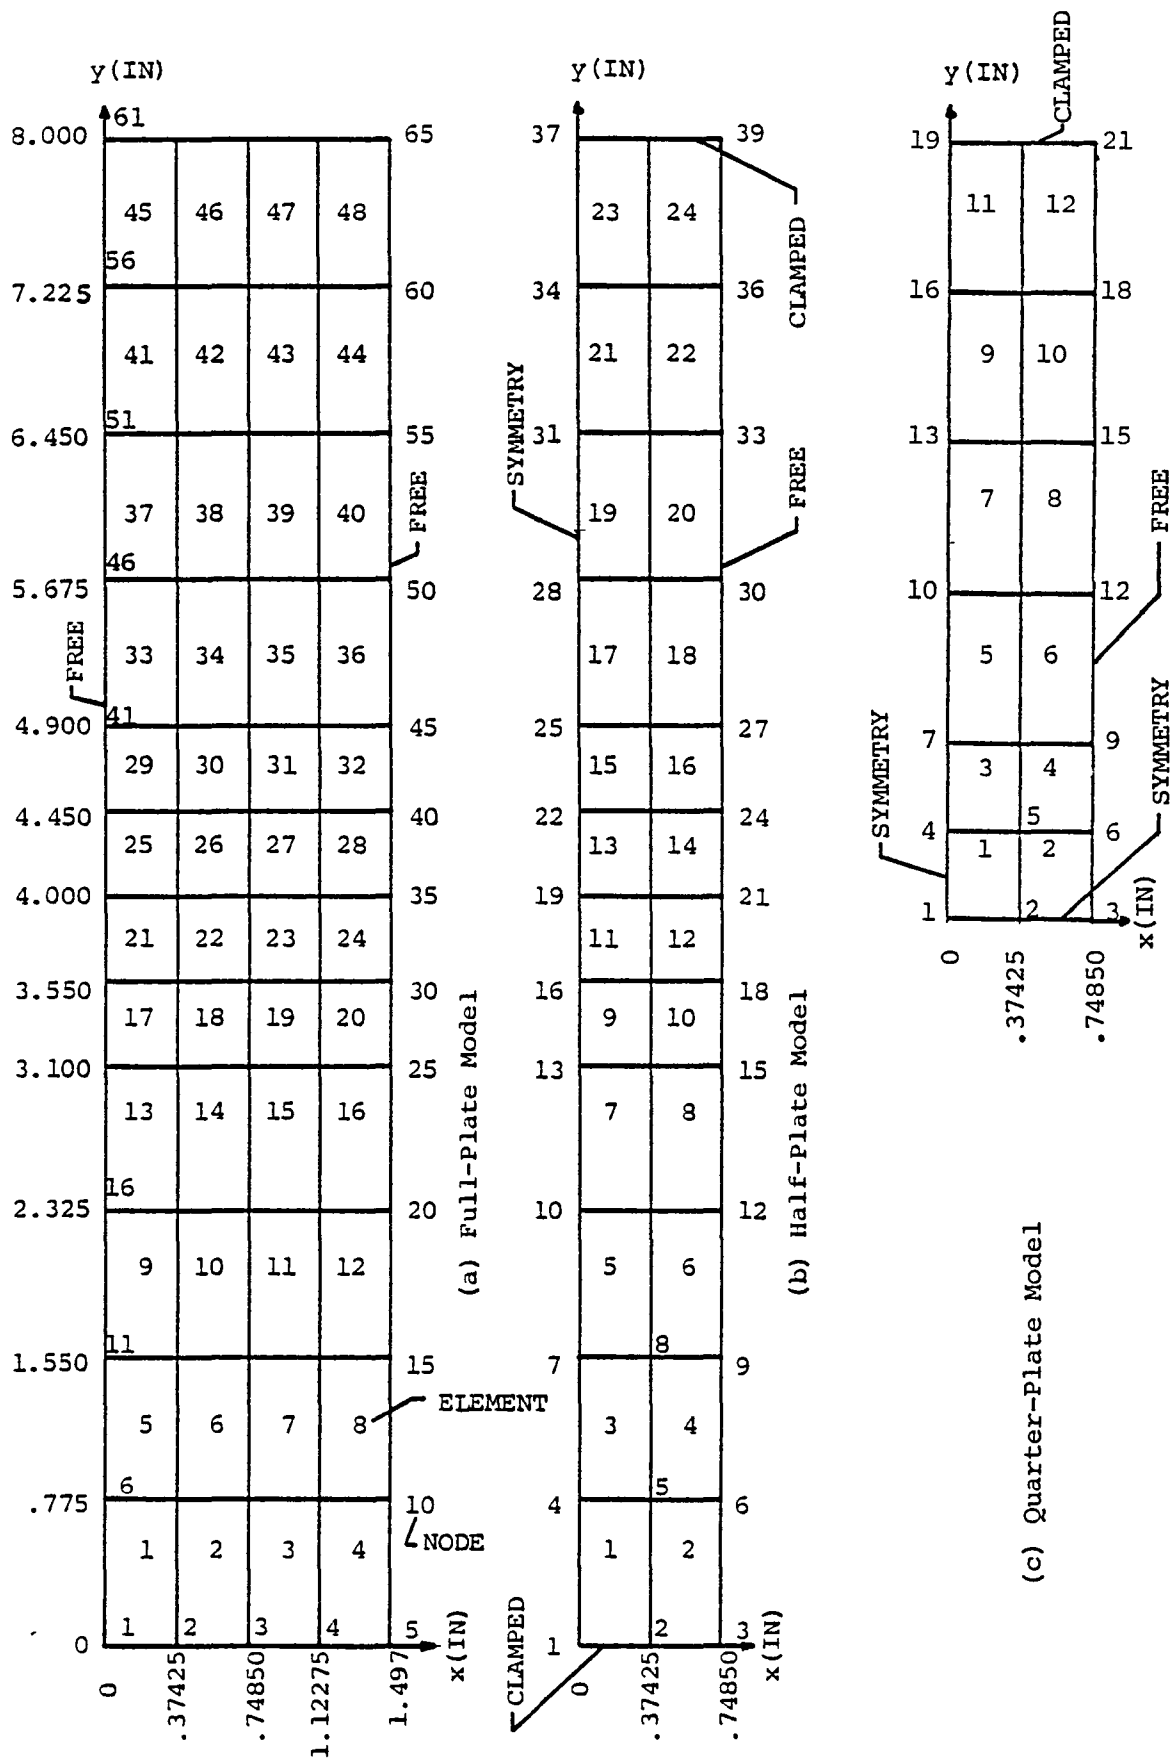 y(IN)
61
8.000
65
45 46 47 48
56
7.225
60
41 42 43 44
51
6.450
55
37 38 39 40
FREE
46
5.675
50
FREE
33 34 35 36
41
4.900
45
29 30 31 32
4.450
40
25 26 27 28
4.000
35
21 22 23 24
3.550
30
17 18 19 20
3.100
25
13 14 15 16
16
2.325
20
9 10 11 12
11
1.550
15
5 6 7 8
ELEMENT
6
.775
10
NODE
1 2 3 4
0
1 2 3 4 5
x(IN)
0
.37425
.74850
1.12275
1.497
(a) Full-Plate Model
y(IN)
37 39
23 24
CLAMPED
34 36
21 22
SYMMETRY
31 33
19 20
FREE
28 30
17 18
25 27
15 16
22 24
13 14
19 21
11 12
16 18
9 10
13 15
7 8
10 12
5 6
8
7 9
3 4
5
4 6
1 2
1 2 3
x(IN)
CLAMPED
0
.37425
.74850
(b) Half-Plate Model
y(IN)
CLAMPED
19 21
11 12
16 18
9 10
13 15
7 8
FREE
10 12
5 6
SYMMETRY
7 9
3 4
SYMMETRY
5
4 6
1 2
1 2 3
x(IN)
0
.37425
.74850
(c) Quarter-Plate Model